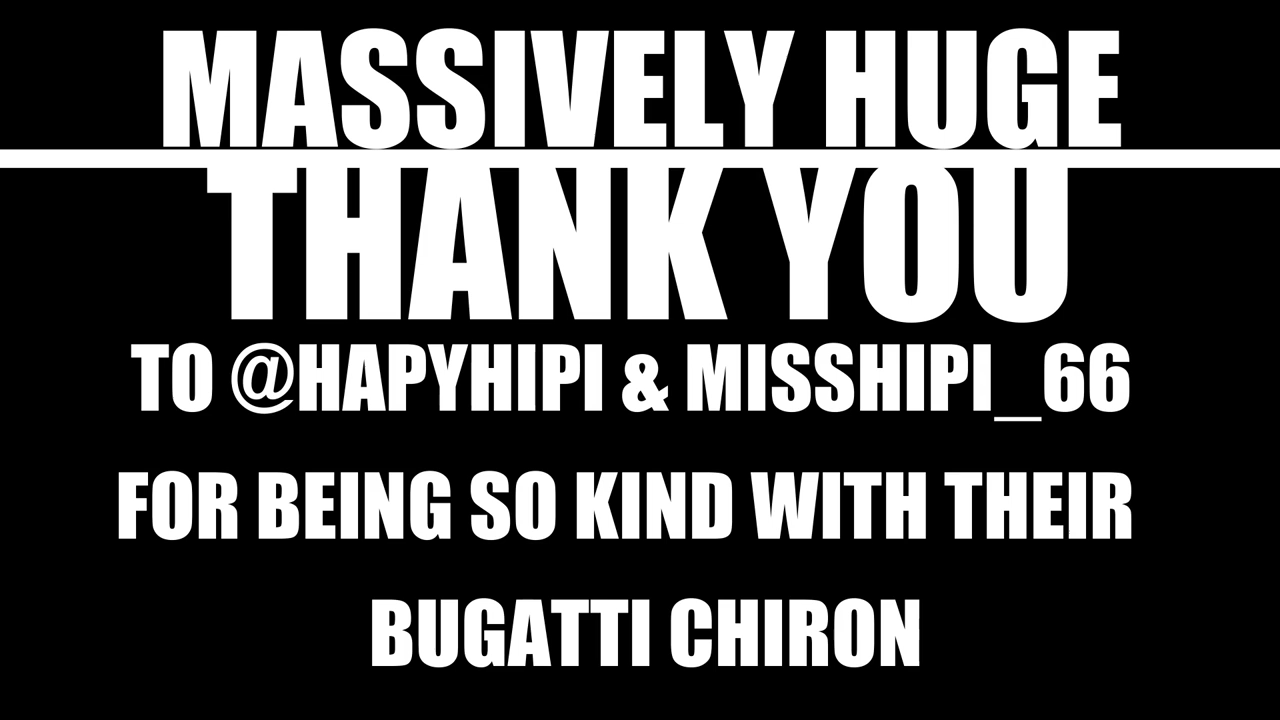 MASSIVELY HUGE
THANK YOU
TO @HAPYHIPI & MISSHIPI_66
FOR BEING SO KIND WITH THEIR
BUGATTI CHIRON